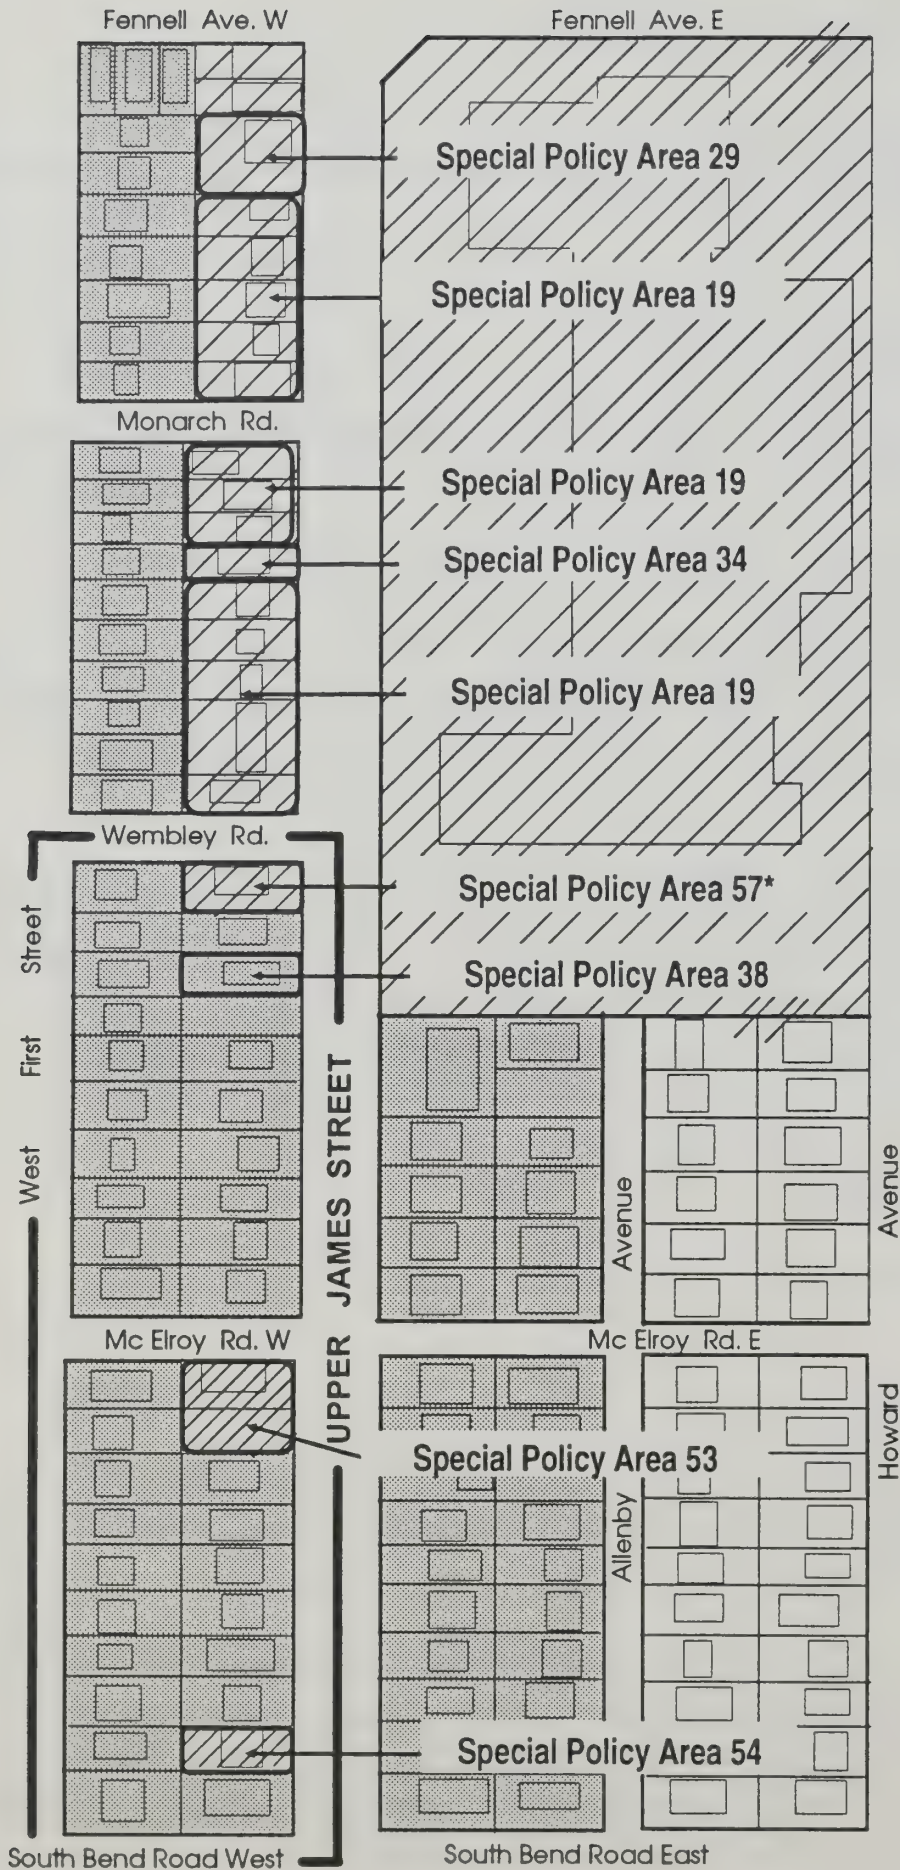 Fennell Ave. W
Fennell Ave. E
Special Policy Area 29
Special Policy Area 19
Monarch Rd.
Special Policy Area 19
Special Policy Area 34
Special Policy Area 19
Wembley Rd.
Special Policy Area 57*
Special Policy Area 38
West First Street
UPPER JAMES STREET
Avenue
Avenue
Mc Elroy Rd. W
Mc Elroy Rd. E
Howard
Special Policy Area 53
Allenby
Special Policy Area 54
South Bend Road West
South Bend Road East